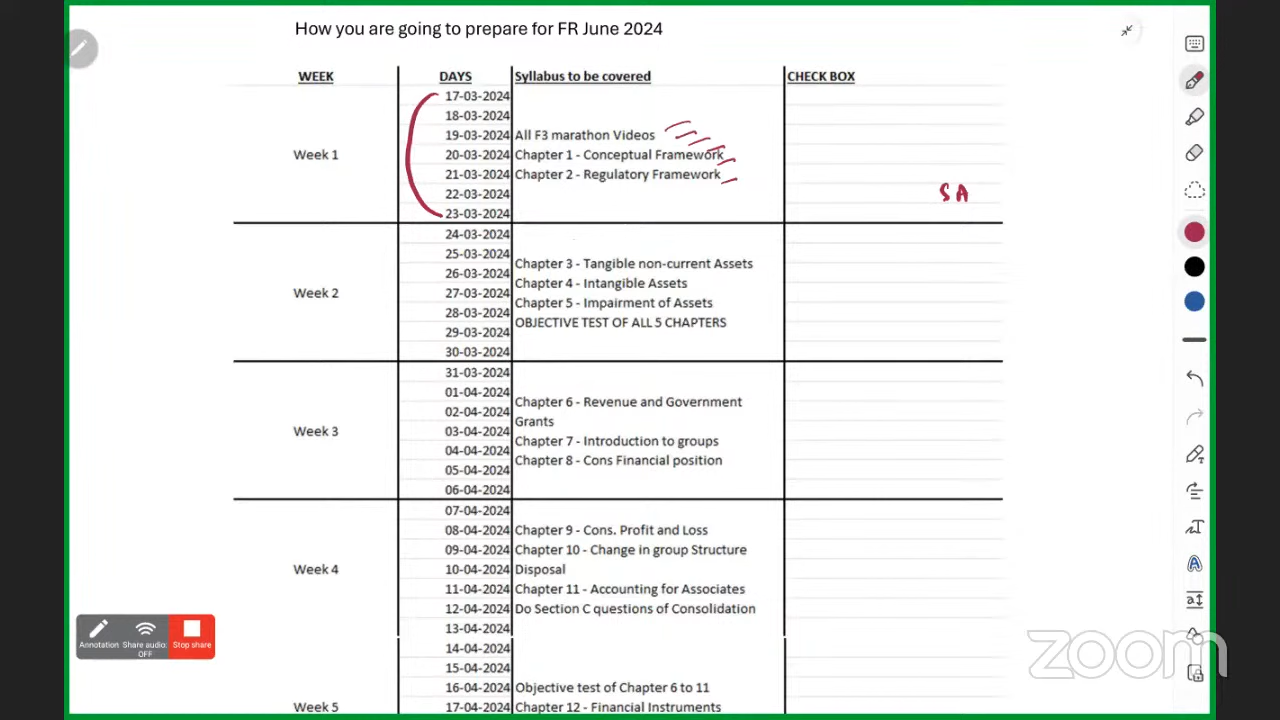 How you are going to prepare for FR June 2024
WEEK DAYS Syllabus to be covered CHECK BOX
17-03-2024
18-03-2024
19-03-2024 All F3 marathon Videos
Week 1 20-03-2024 Chapter 1 - Conceptual Framework
21-03-2024 Chapter 2 - Regulatory Framework
22-03-2024 SA
23-03-2024
24-03-2024
25-03-2024 Chapter 3 - Tangible non-current Assets
26-03-2024 Chapter 4 - Intangible Assets
Week 2 27-03-2024 Chapter 5 - Impairment of Assets
28-03-2024 OBJECTIVE TEST OF ALL 5 CHAPTERS
29-03-2024
30-03-2024
31-03-2024
01-04-2024 Chapter 6 - Revenue and Government
02-04-2024 Grants
Week 3 03-04-2024 Chapter 7 - Introduction to groups
04-04-2024 Chapter 8 - Cons Financial position
05-04-2024
06-04-2024
07-04-2024
08-04-2024 Chapter 9 - Cons. Profit and Loss
09-04-2024 Chapter 10 - Change in group Structure
Week 4 10-04-2024 Disposal
11-04-2024 Chapter 11 - Accounting for Associates
12-04-2024 Do Section C questions of Consolidation
13-04-2024
14-04-2024
15-04-2024
16-04-2024 Objective test of Chapter 6 to 11
Week 5 17-04-2024 Chapter 12 - Financial Instruments
Annotation Share audio: OFF Stop share
zoom